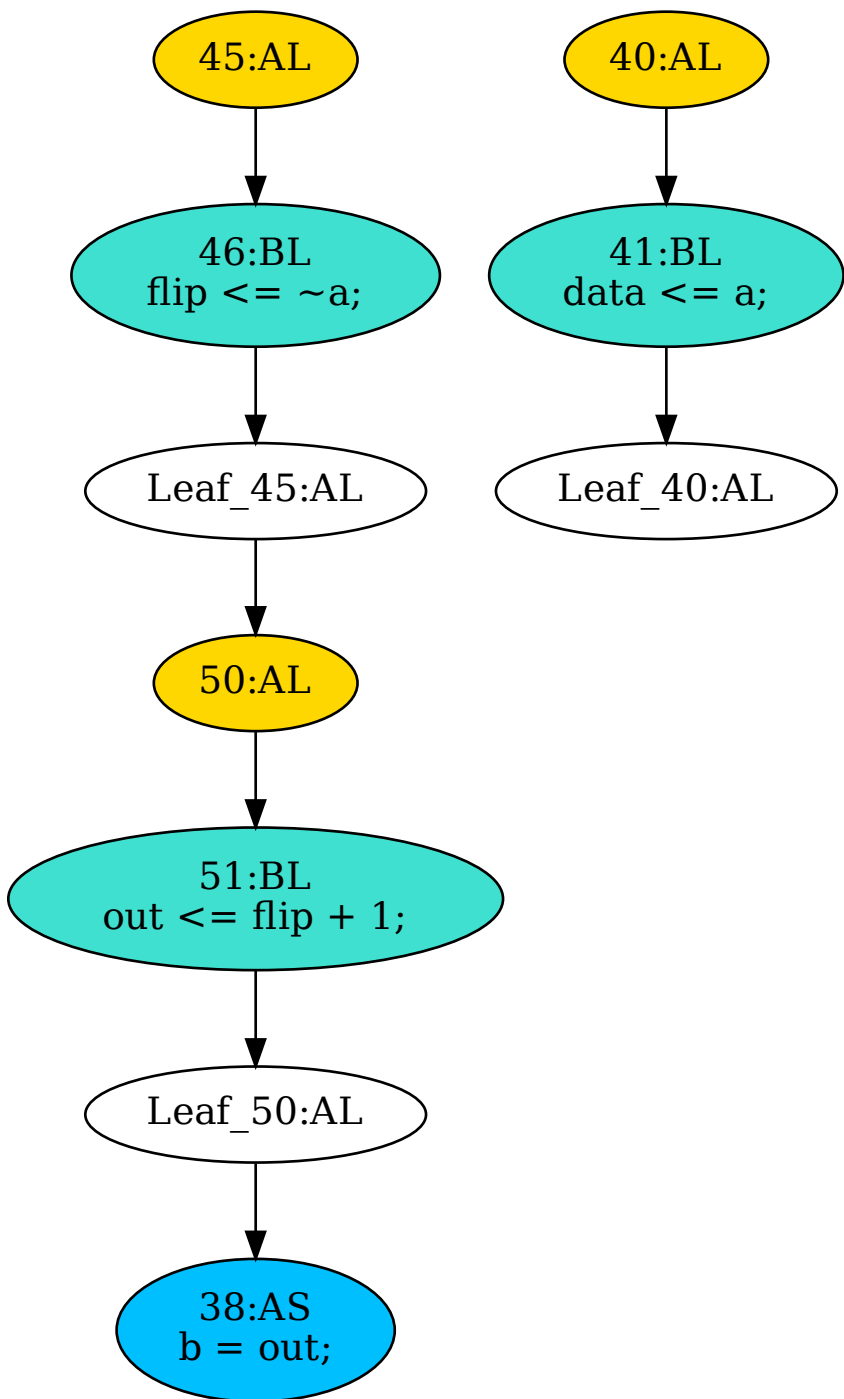 45:AL
40:AL
46:BL
flip <= ~a;
41:BL
data <= a;
Leaf_45:AL
Leaf_40:AL
50:AL
51:BL
out <= flip + 1;
Leaf_50:AL
38:AS
b = out;